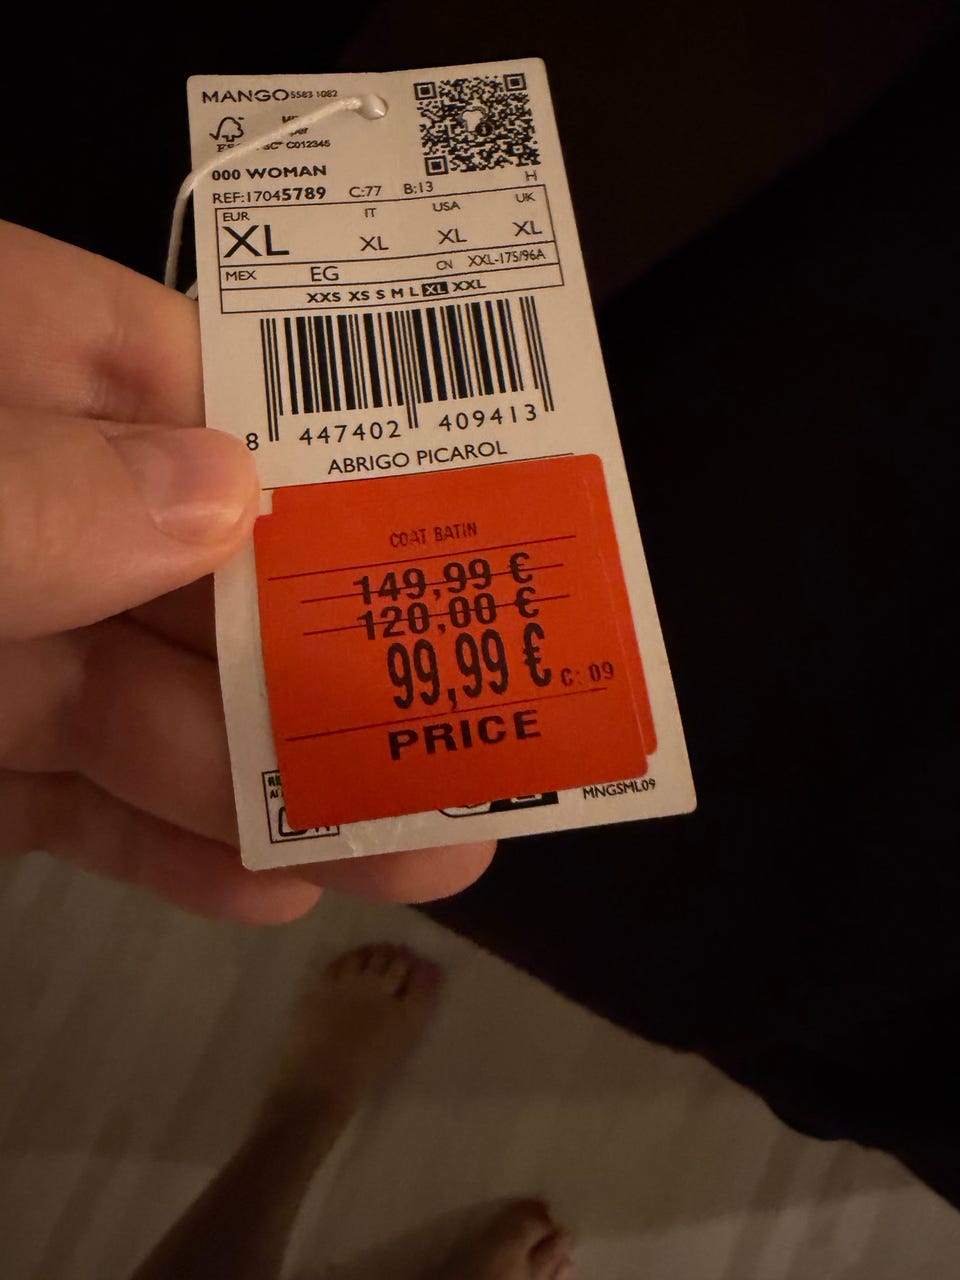 MANGO 5583 1082
C012345
000 WOMAN
REF:17045789 C:77 B:13 H
EUR IT USA UK
XL XL XL XL
MEX EG CN XXL-175/96A
XXS XS S M L XL XXL
8 447402 409413
ABRIGO PICAROL
COAT BATIN
149,99 €
120,00 €
99,99 € C: 09
PRICE
MNGSML09